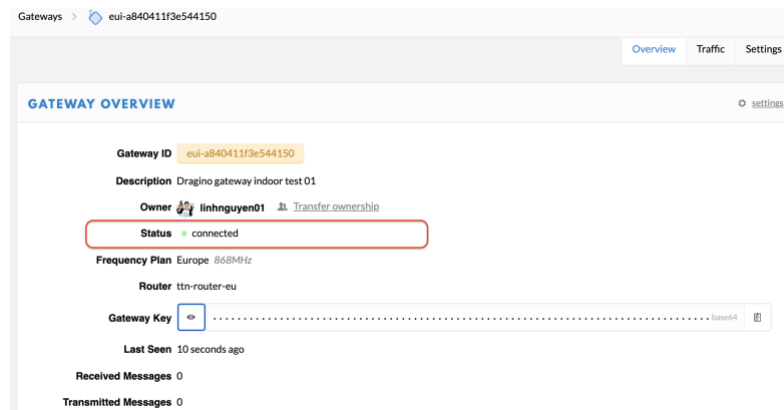 Gateways > eui-a840411f3e544150
Overview Traffic Settings
GATEWAY OVERVIEW settings
Gateway ID eui-a840411f3e544150
Description Dragino gateway indoor test 01
Owner linhnguyen01 Transfer ownership
Status connected
Frequency Plan Europe 868MHz
Router ttn-router-eu
Gateway Key base64
Last Seen 10 seconds ago
Received Messages 0
Transmitted Messages 0